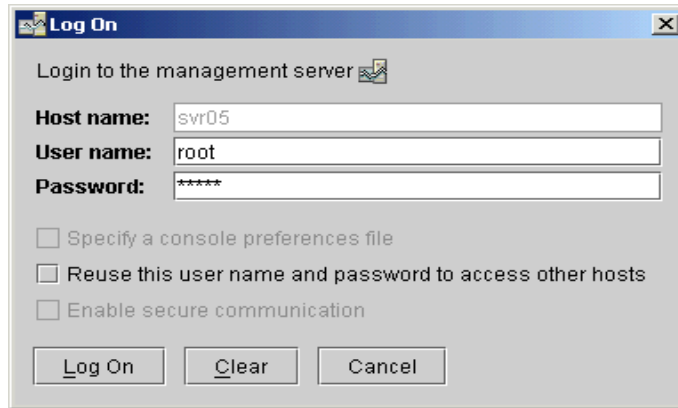 Log On
Login to the management server
Host name: svr05
User name: root
Password: *****
Specify a console preferences file
Reuse this user name and password to access other hosts
Enable secure communication
Log On Clear Cancel